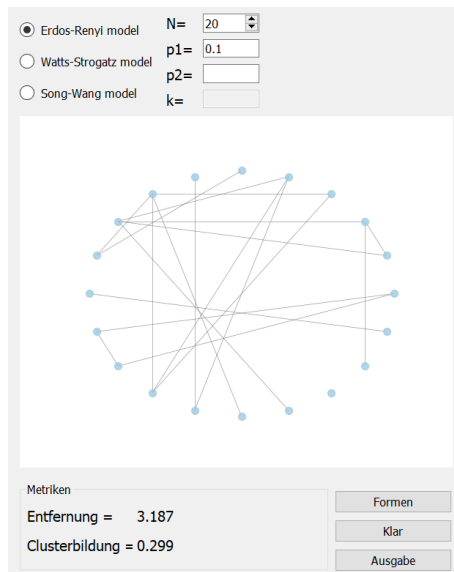 Erdos-Renyi model N= 20
p1= 0.1
Watts-Strogatz model
p2=
Song-Wang model
k=
Metriken
Entfernung = 3.187
Clusterbildung = 0.299
Formen
Klar
Ausgabe